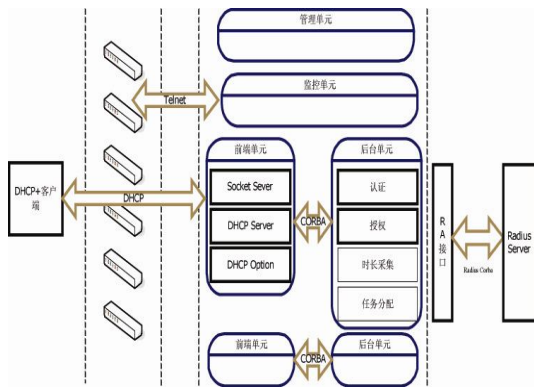 管理单元
监控单元
Telnet
前端单元
后台单元
DHCP+客户
端
DHCP
Socket Sever
DHCP Server
DHCP Option
CORBA
认证
授权
时长采集
任务分配
RA接口
Radius Corba
Radius
Server
前端单元
CORBA
后台单元